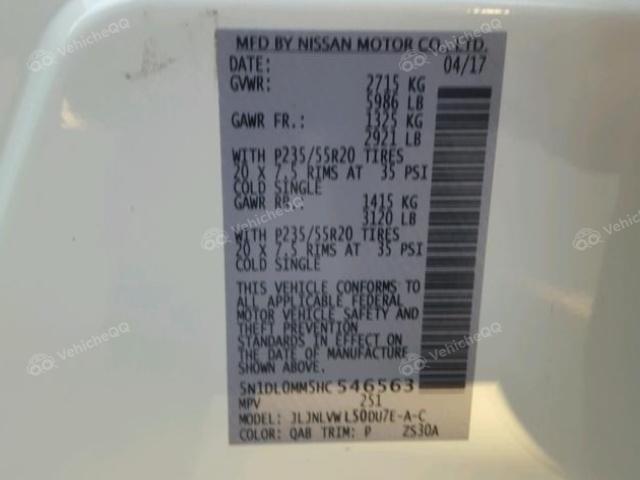 MFD BY NISSAN MOTOR CO.,LTD.
DATE: 04/17
GVWR: 2715 KG
5986 LB
GAWR FR.: 1325 KG
2921 LB
WITH P235/55R20 TIRES
20 X 7.5 RIMS AT 35 PSI
COLD SINGLE
GAWR RR.: 1415 KG
3120 LB
WITH P235/55R20 TIRES
20 X 7.5 RIMS AT 35 PSI
COLD SINGLE
THIS VEHICLE CONFORMS TO
ALL APPLICABLE FEDERAL
MOTOR VEHICLE SAFETY AND
THEFT PREVENTION
STANDARDS IN EFFECT ON
THE DATE OF MANUFACTURE
SHOWN ABOVE.
5N1DL0MM5HC546563
MPV 2S1
MODEL: JLJNLVWL50DU7E-A-C
COLOR: QAB TRIM: P ZS30A
VehicleQQ